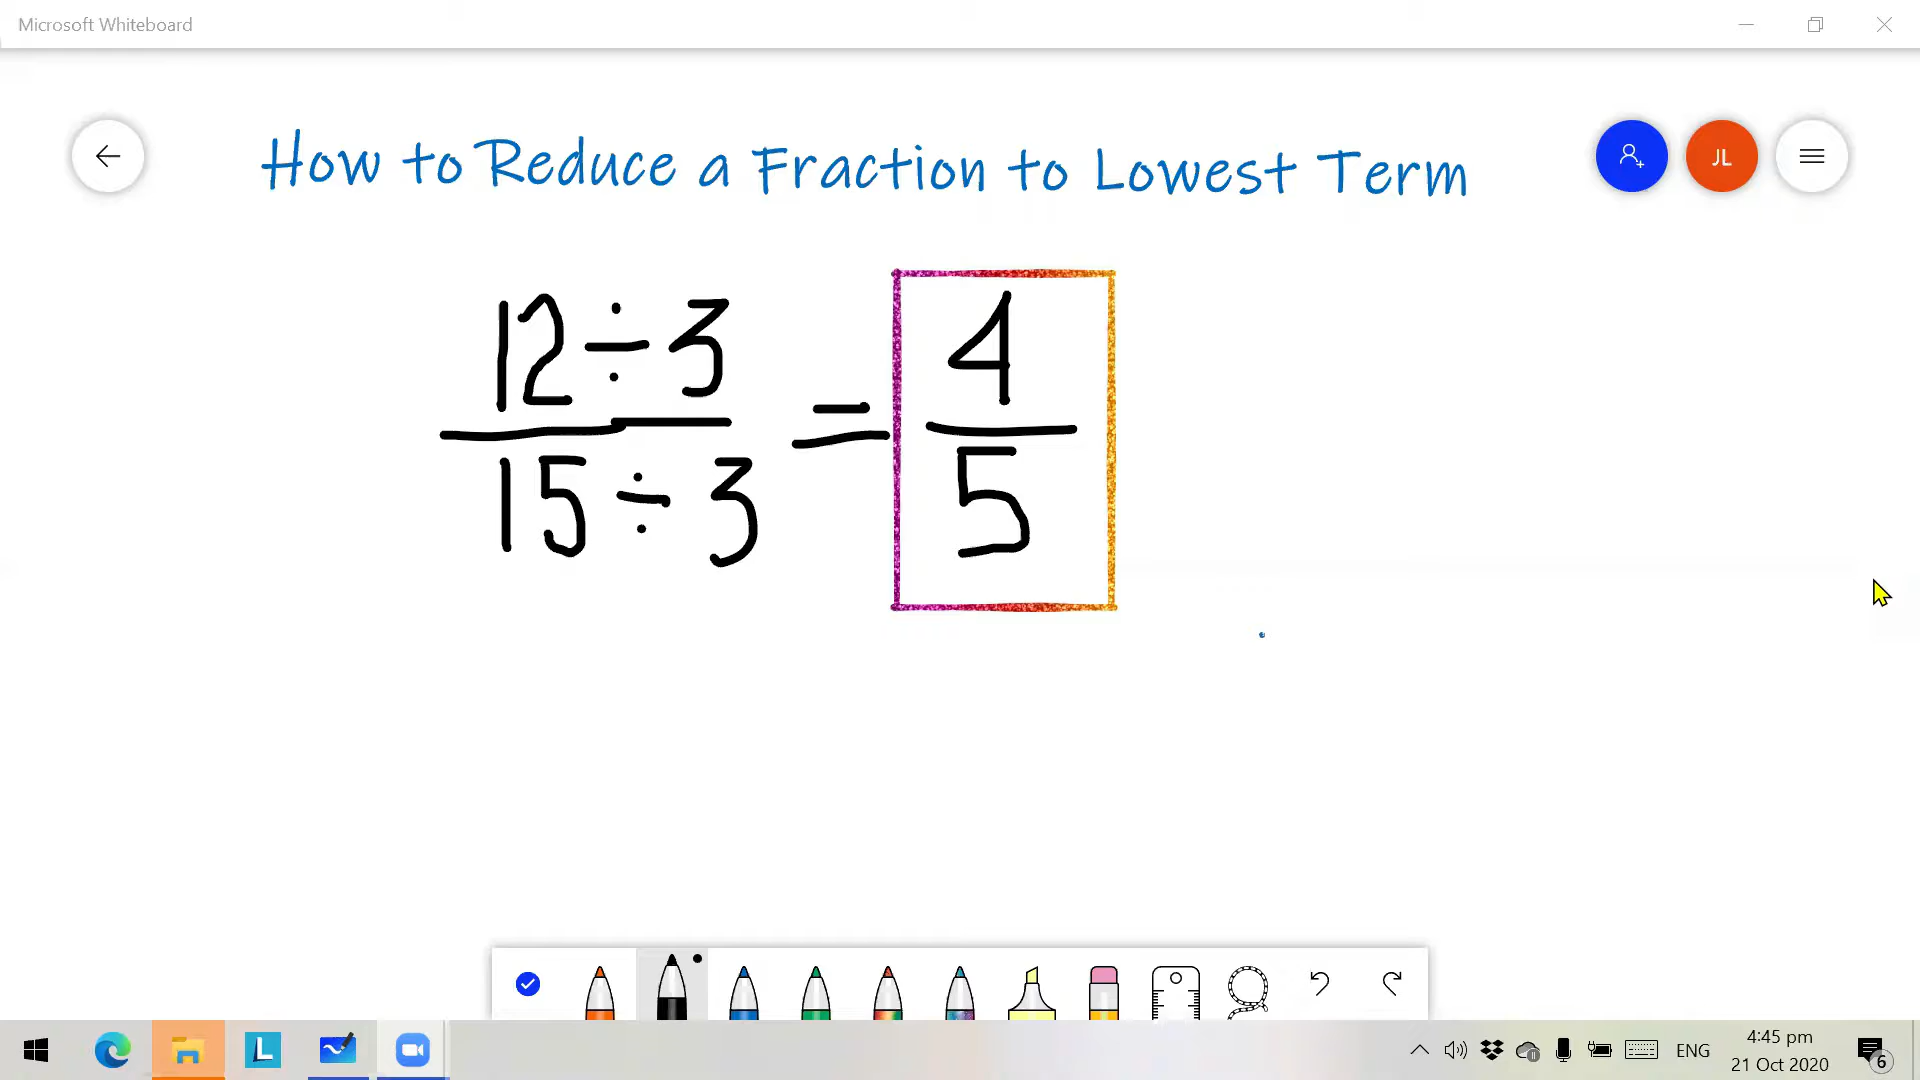 Microsoft Whiteboard
How to Reduce a Fraction to Lowest Term
JL
12 ÷ 3 = 4
15 ÷ 3 5
L
ENG
4:45 pm
21 Oct 2020
6